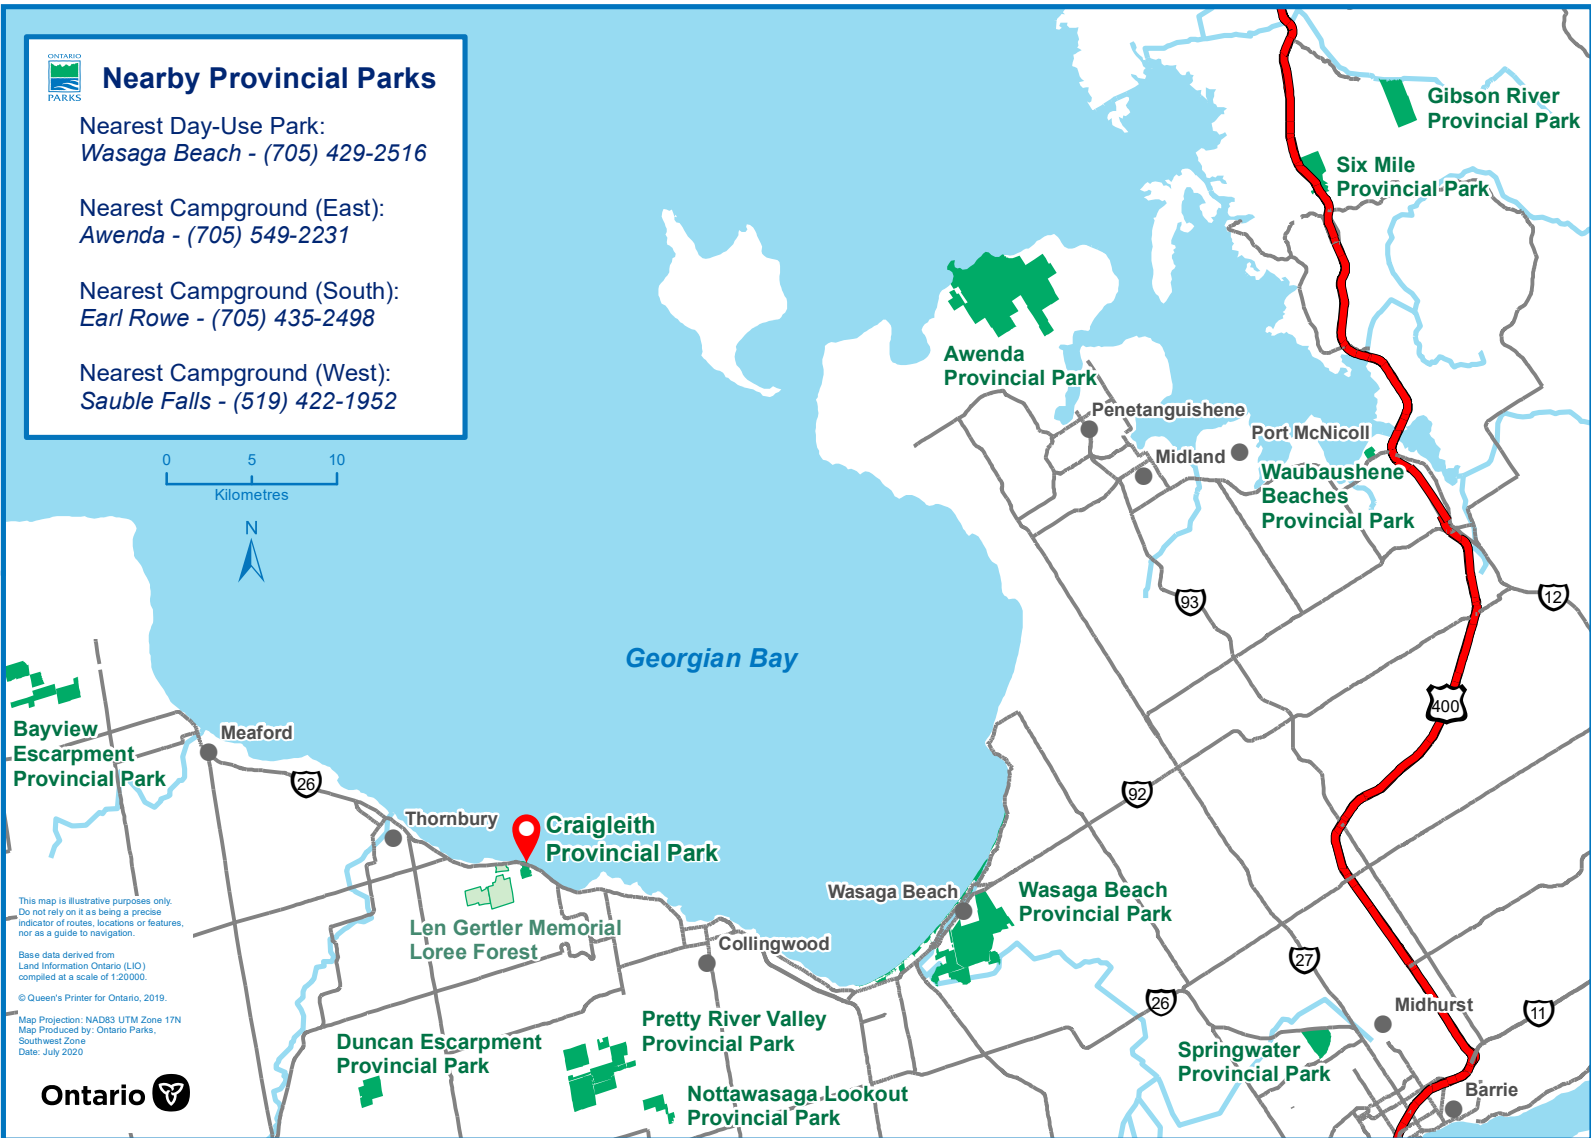 ONTARIO
PARKS
Nearby Provincial Parks
Nearest Day-Use Park:
Wasaga Beach - (705) 429-2516
Nearest Campground (East):
Awenda - (705) 549-2231
Nearest Campground (South):
Earl Rowe - (705) 435-2498
Nearest Campground (West):
Sauble Falls - (519) 422-1952
0 5 10
Kilometres
N
Gibson River
Provincial Park
Six Mile
Provincial Park
Awenda
Provincial Park
Penetanguishene
Port McNicoll
Midland
Waubaushene
Beaches
Provincial Park
93
12
Georgian Bay
400
Bayview
Escarpment
Provincial Park
Meaford
26
92
Thornbury
Craigleith
Provincial Park
Wasaga Beach
Wasaga Beach
Provincial Park
Len Gertler Memorial
Loree Forest
Collingwood
27
26
Midhurst
11
Pretty River Valley
Provincial Park
Duncan Escarpment
Provincial Park
Springwater
Provincial Park
Nottawasaga Lookout
Provincial Park
Barrie
This map is illustrative purposes only.
Do not rely on it as being a precise
indicator of routes, locations or features,
nor as a guide to navigation.
Base data derived from
Land Information Ontario (LIO)
compiled at a scale of 1:20000.
© Queen's Printer for Ontario, 2019.
Map Projection: NAD83 UTM Zone 17N
Map Produced by: Ontario Parks,
Southwest Zone
Date: July 2020
Ontario